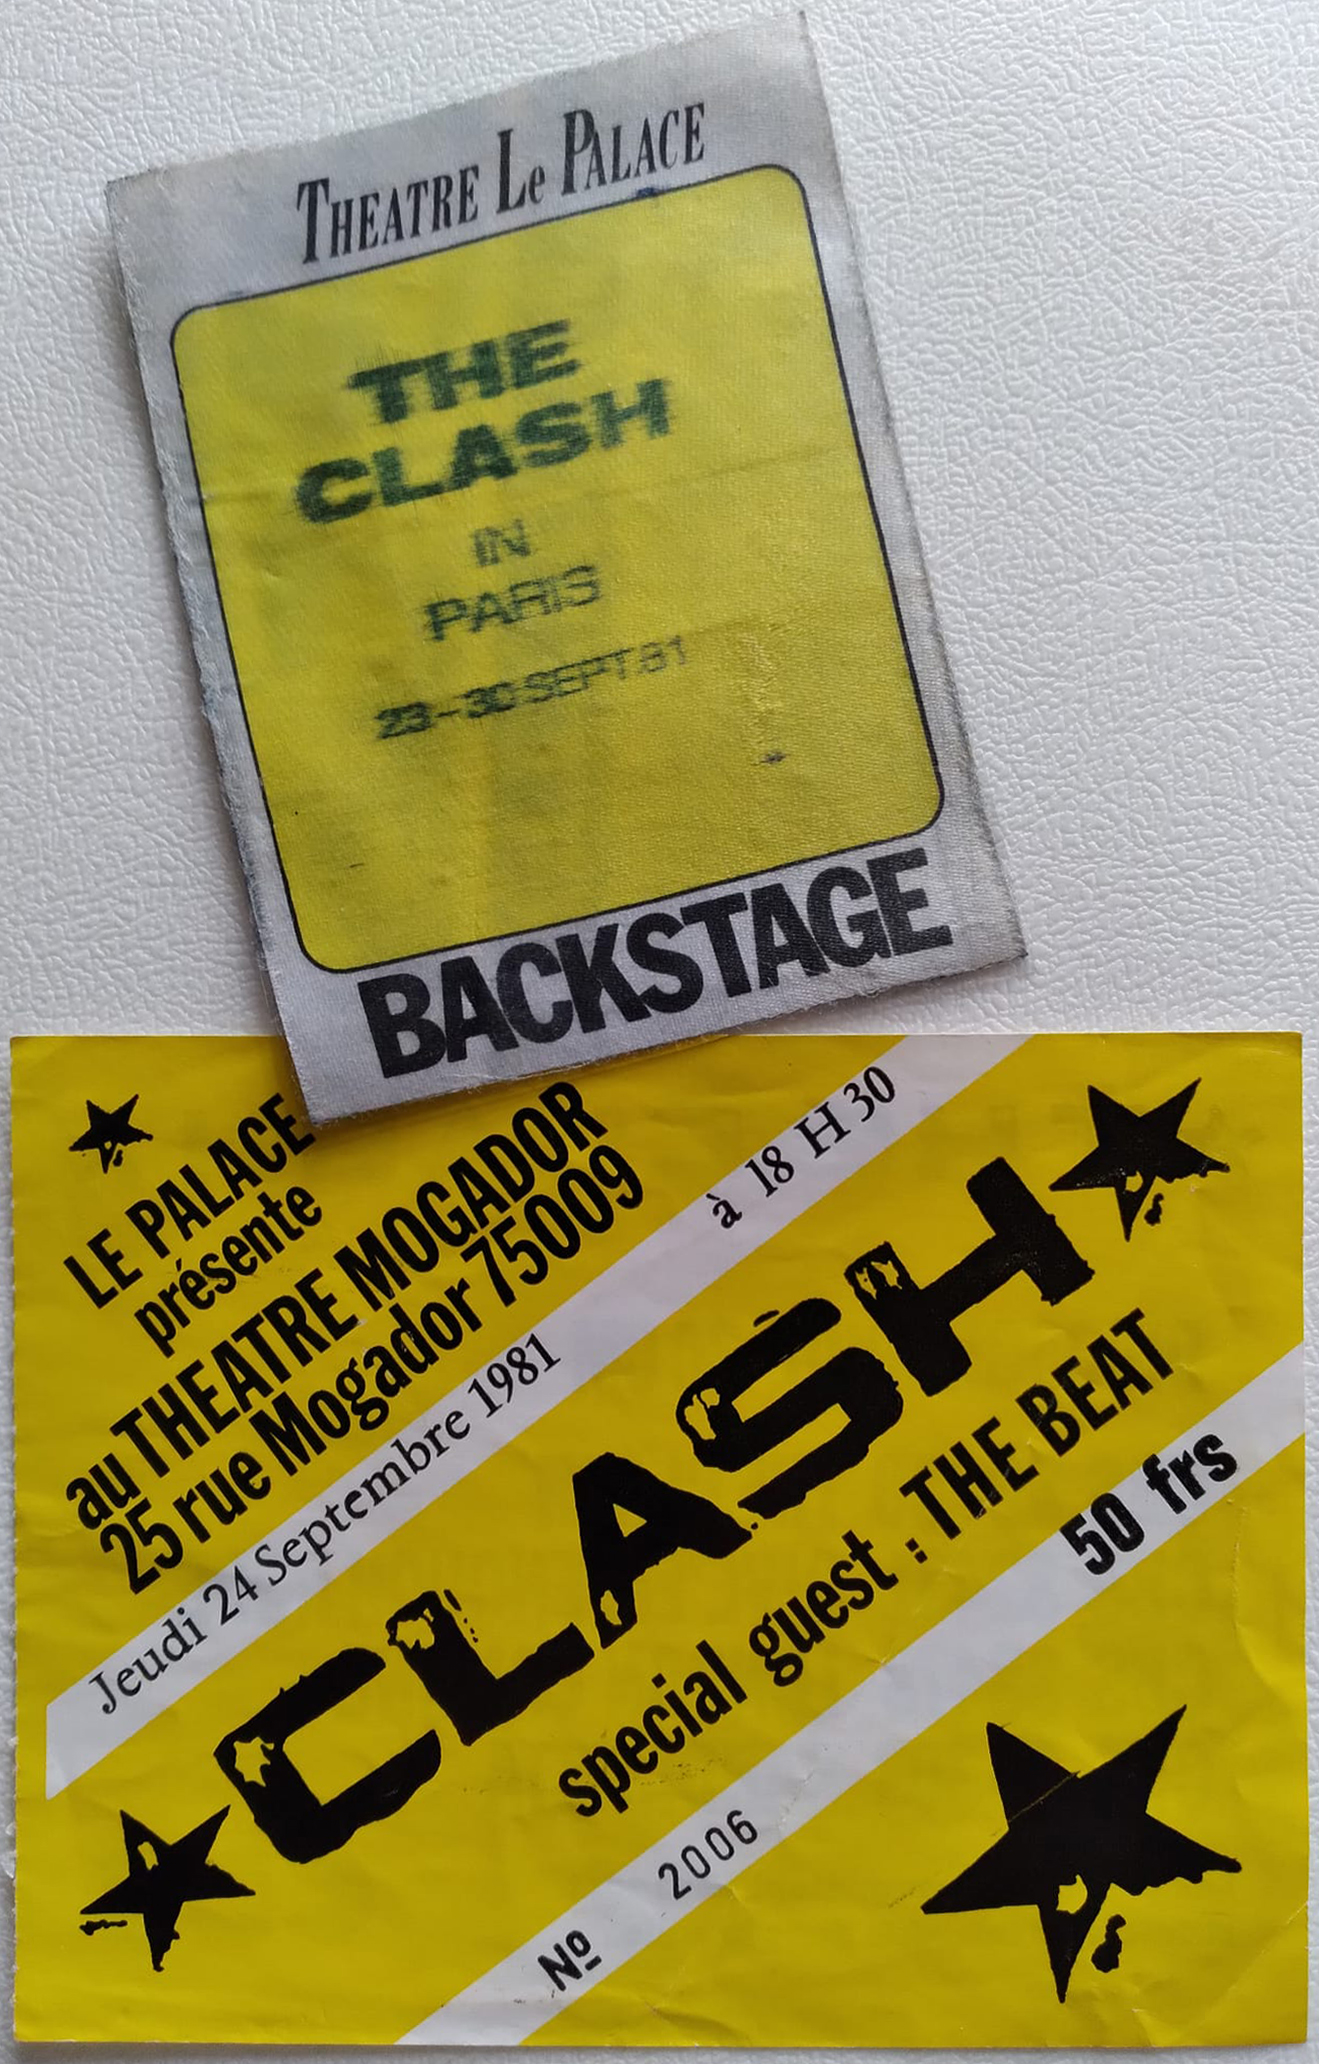 THEATRE Le PALACE
THE
CLASH
IN
PARIS
23-30 SEPT.81
BACKSTAGE
LE PALACE
présente
au THEATRE MOGADOR
25 rue Mogador 75009
Jeudi 24 Septembre 1981 à 18 H 30
CLASH
special guest : THE BEAT
50 frs
Nº 2006